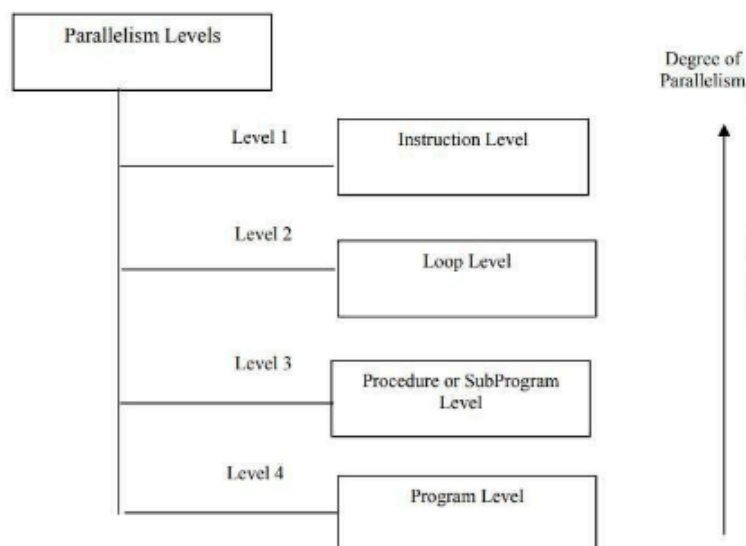 Parallelism Levels
Degree of
Parallelism
Level 1
Instruction Level
Level 2
Loop Level
Level 3
Procedure or SubProgram
Level
Level 4
Program Level